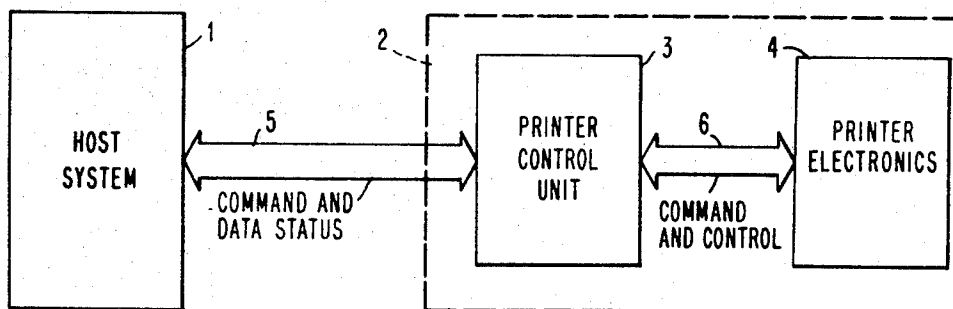 1
HOST
SYSTEM
5
COMMAND AND
DATA STATUS
2
3
PRINTER
CONTROL
UNIT
6
COMMAND
AND CONTROL
4
PRINTER
ELECTRONICS